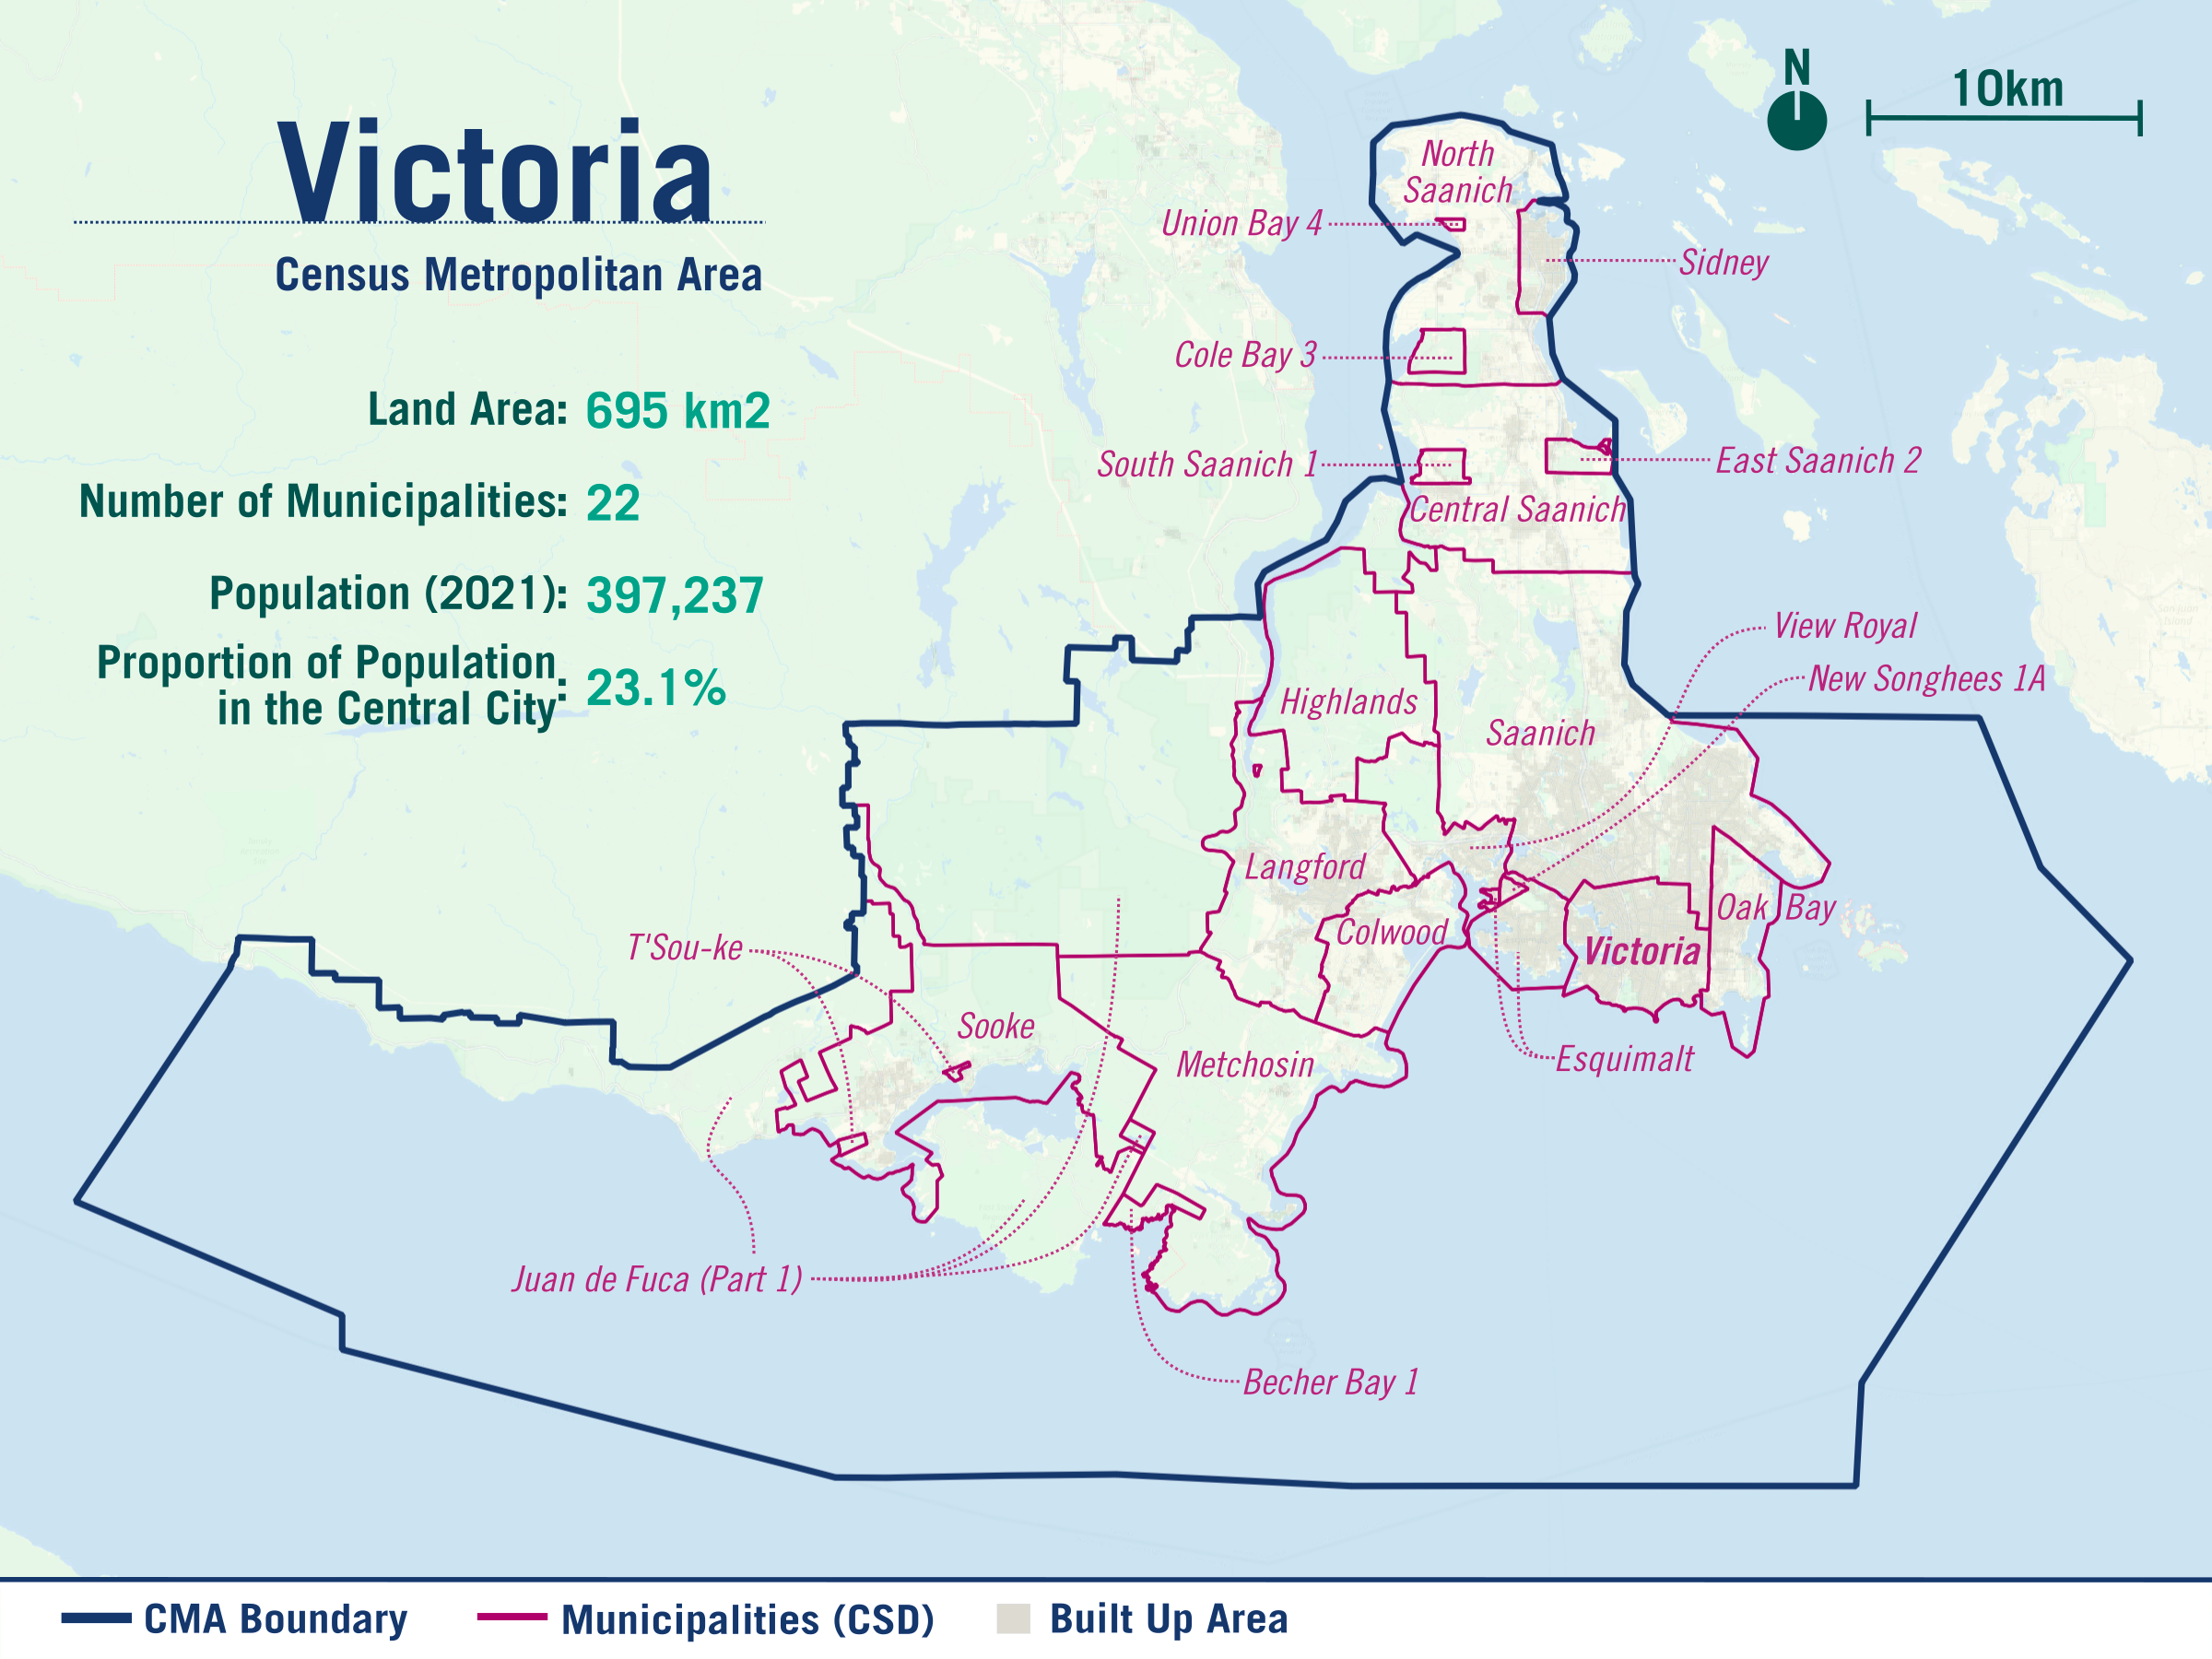 Victoria
Census Metropolitan Area
Land Area: 695 km2
Number of Municipalities: 22
Population (2021): 397,237
Proportion of Population
in the Central City: 23.1%
N
10km
North
Saanich
Union Bay 4
Sidney
Cole Bay 3
South Saanich 1
East Saanich 2
Central Saanich
View Royal
New Songhees 1A
Highlands
Saanich
Langford
Colwood
Oak Bay
Victoria
T'Sou-ke
Sooke
Metchosin
Esquimalt
Juan de Fuca (Part 1)
Becher Bay 1
CMA Boundary
Municipalities (CSD)
Built Up Area